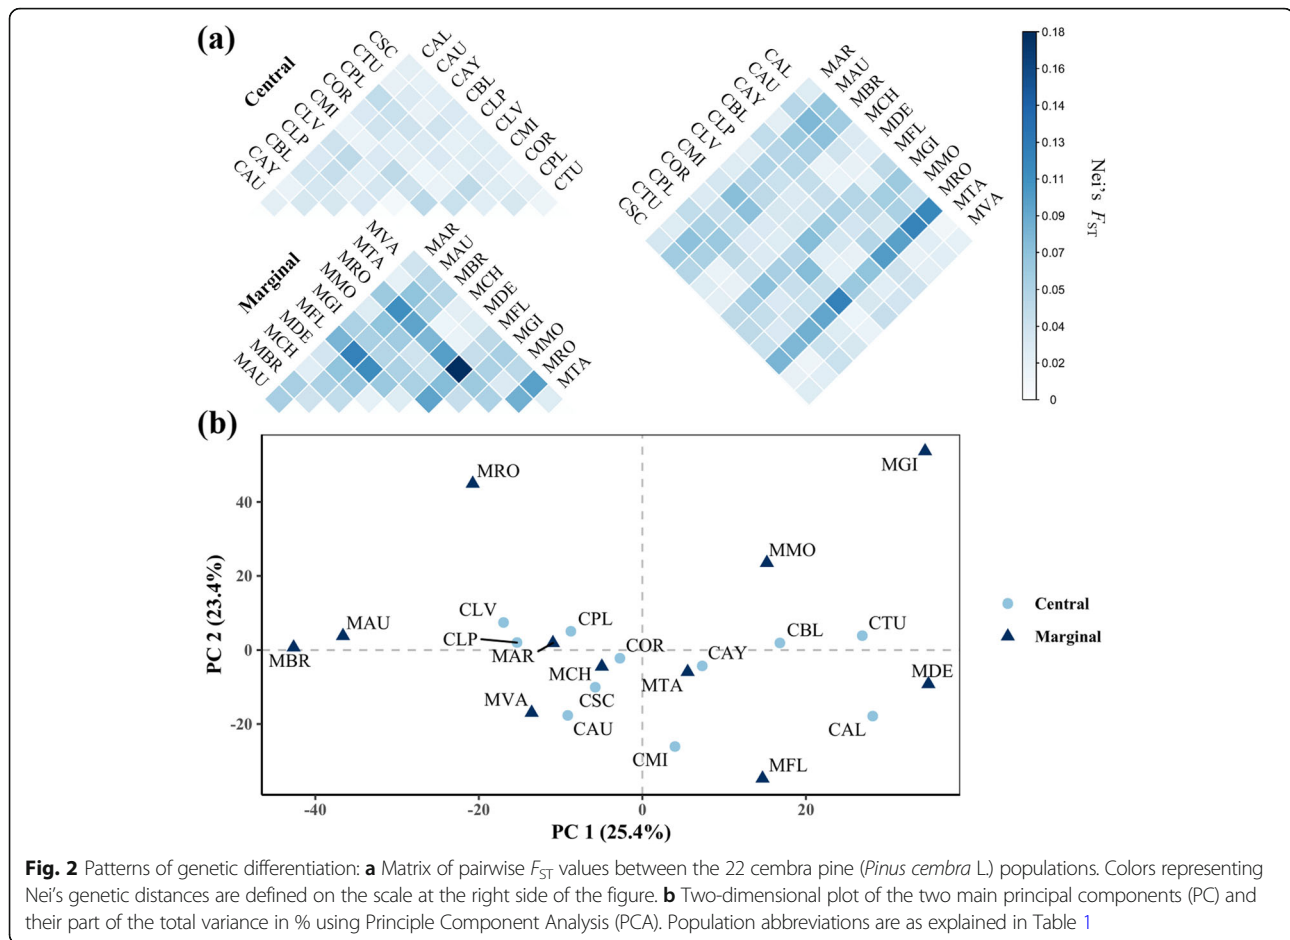 (a)
Central
CSC
CTU
CPL
COR
CMI
CLV
CLP
CBL
CAY
CAU
CAL
CAU
CAY
CBL
CLP
CLV
CMI
COR
CPL
CTU
Marginal
MVA
MTA
MRO
MMO
MGI
MFL
MDE
MCH
MBR
MAU
MAR
MAU
MBR
MCH
MDE
MFL
MGI
MMO
MRO
MTA
CAL
CAU
CAY
CBL
CLP
CLV
CMI
COR
CPL
CTU
CSC
MAR
MAU
MBR
MCH
MDE
MFL
MGI
MMO
MRO
MTA
MVA
0.18
0.16
0.14
0.13
0.11
0.09
0.07
0.05
0.04
0.02
0
Nei's FST
(b)
PC 2 (23.4%)
40
20
0
-20
MRO
MGI
MMO
MAU
MBR
CLV
CLP
MAR
CPL
COR
MCH
CSC
MVA
CAU
CMI
MTA
CAY
CBL
CTU
MDE
CAL
MFL
-40
-20
0
20
PC 1 (25.4%)
Central
Marginal
Fig. 2 Patterns of genetic differentiation: a Matrix of pairwise FST values between the 22 cembra pine (Pinus cembra L.) populations. Colors representing
Nei's genetic distances are defined on the scale at the right side of the figure. b Two-dimensional plot of the two main principal components (PC) and
their part of the total variance in % using Principle Component Analysis (PCA). Population abbreviations are as explained in Table 1